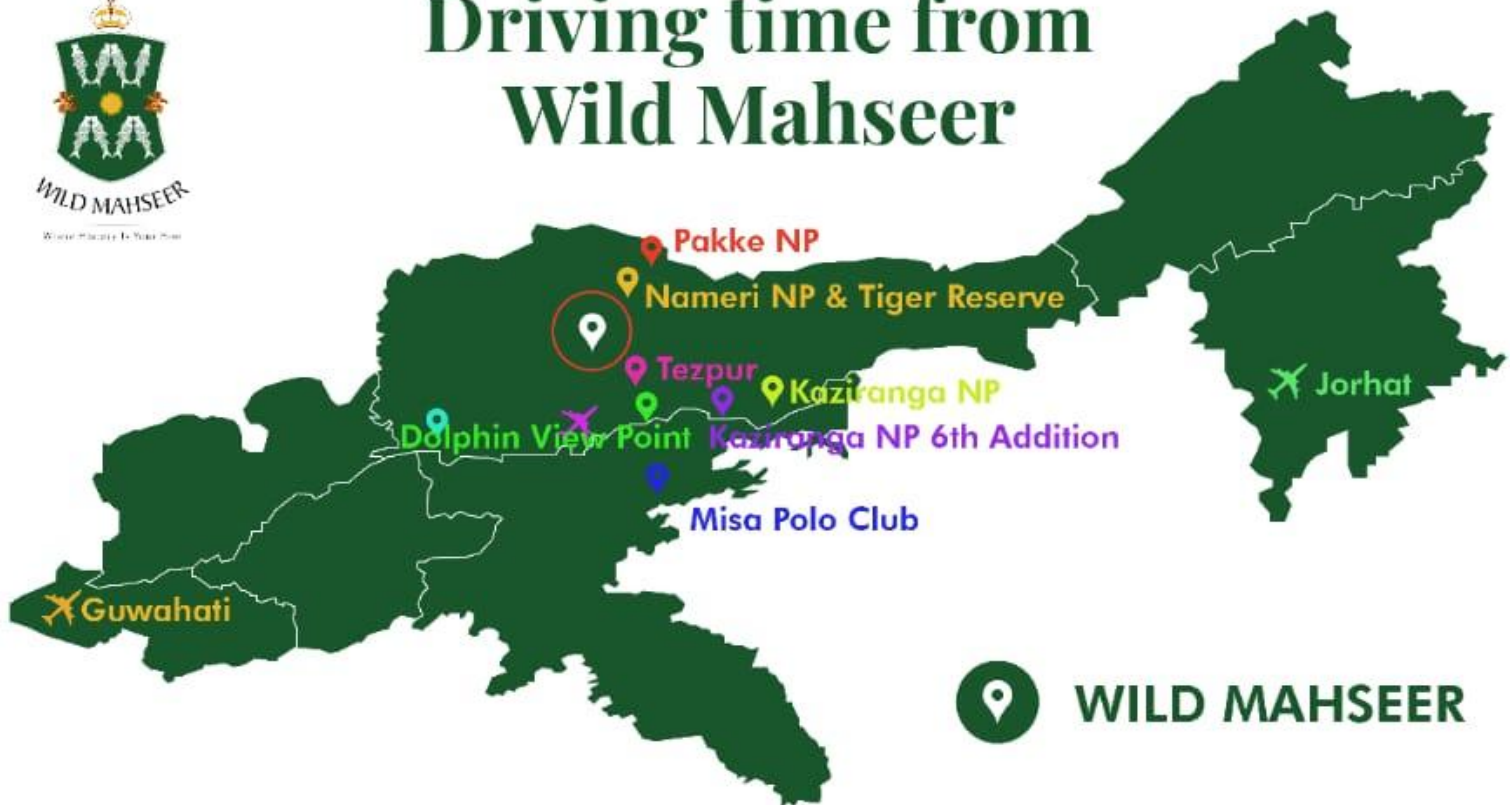 Driving time from
Wild Mahseer
WILD MAHSEER
Pakke NP
Nameri NP & Tiger Reserve
Tezpur
Kaziranga NP
Jorhat
Dolphin View Point
Kaziranga NP 6th Addition
Misa Polo Club
Guwahati
WILD MAHSEER